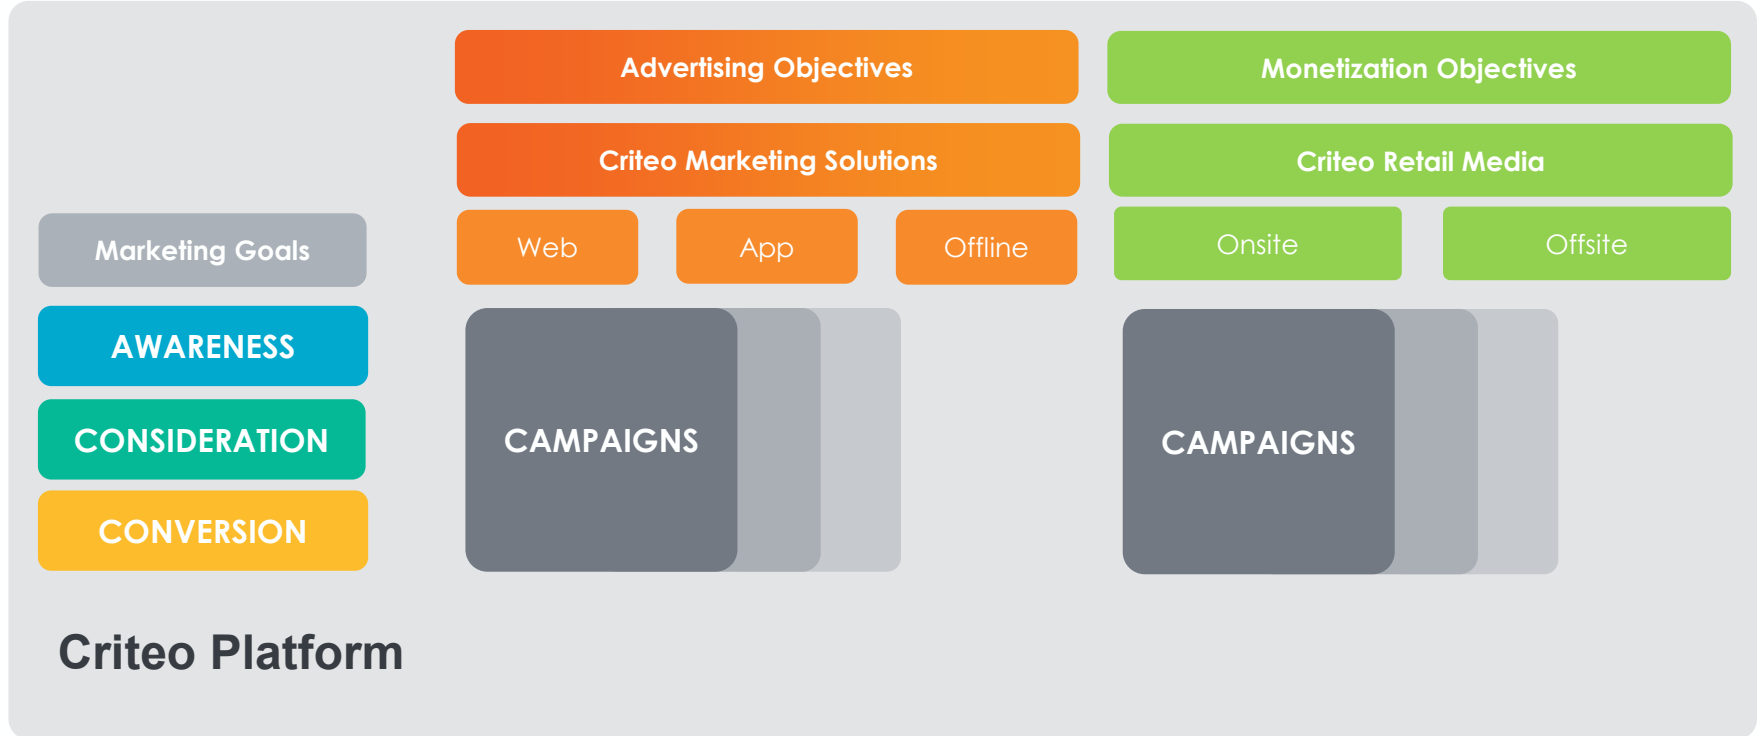 Advertising Objectives
Monetization Objectives
Criteo Marketing Solutions
Criteo Retail Media
Marketing Goals
Web
App
Offline
Onsite
Offsite
AWARENESS
CONSIDERATION
CONVERSION
CAMPAIGNS
CAMPAIGNS
Criteo Platform